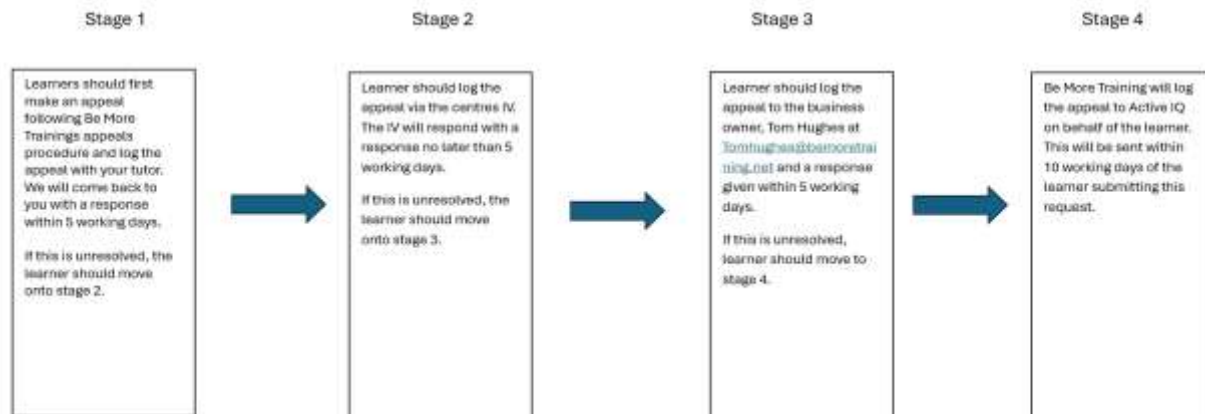 Stage 1
Learners should first
make an appeal
following Be More
Trainings appeals
procedure and log the
appeal with your tutor.
We will come back to
you with a response
within 5 working days.
If this is unresolved, the
learner should move
onto stage 2.
Stage 2
Learner should log the
appeal via the centres IV.
The IV will respond with a
response no later than 5
working days.
If this is unresolved, the
learner should move
onto stage 3.
Stage 3
Learner should log the
appeal to the business
owner, Tom Hughes at
Tomhughes@bemoretrai
ning.net and a response
given within 5 working
days.
If this is unresolved,
learner should move to
stage 4.
Stage 4
Be More Training will log
the appeal to Active IQ
on behalf of the learner.
This will be sent within
10 working days of the
learner submitting this
request.